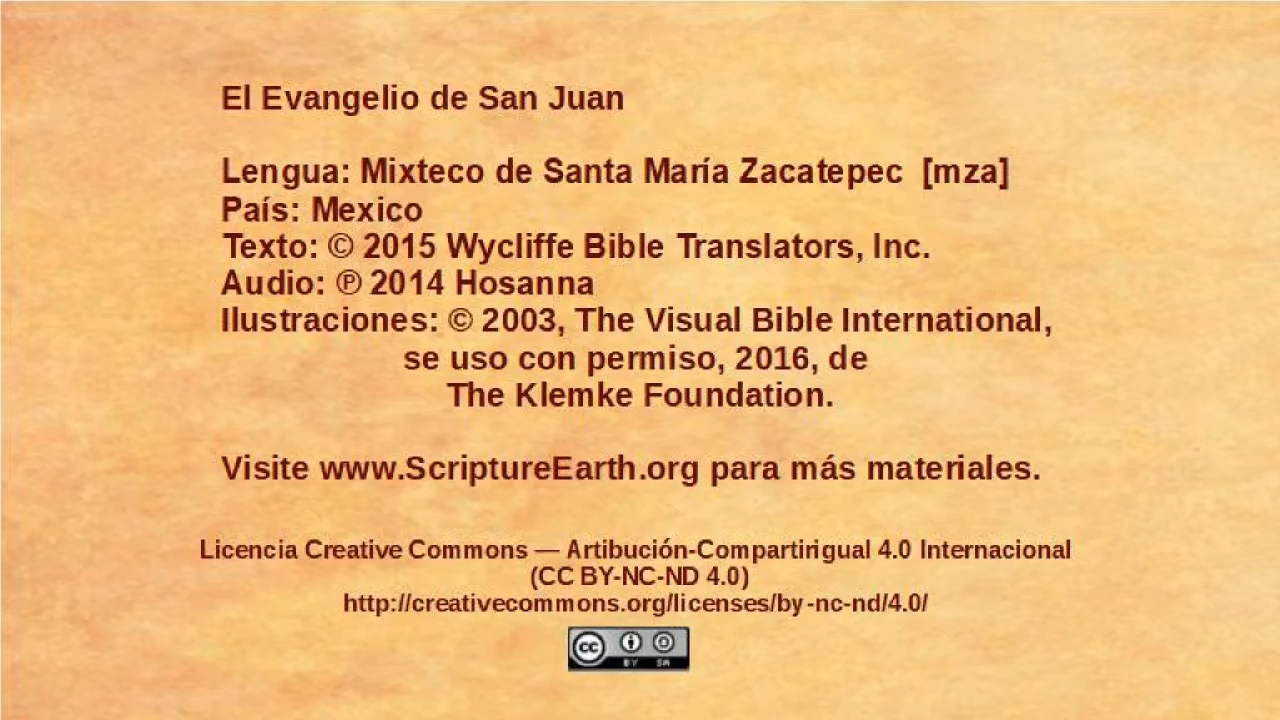 El Evangelio de San Juan
Lengua: Mixteco de Santa María Zacatepec [mza]
País: Mexico
Texto: © 2015 Wycliffe Bible Translators, Inc.
Audio: ℗ 2014 Hosanna
Ilustraciones: © 2003, The Visual Bible International,
se uso con permiso, 2016, de
The Klemke Foundation.
Visite www.ScriptureEarth.org para más materiales.
Licencia Creative Commons — Artibución-Compartirigual 4.0 Internacional
(CC BY-NC-ND 4.0)
http://creativecommons.org/licenses/by-nc-nd/4.0/
cc BY SA